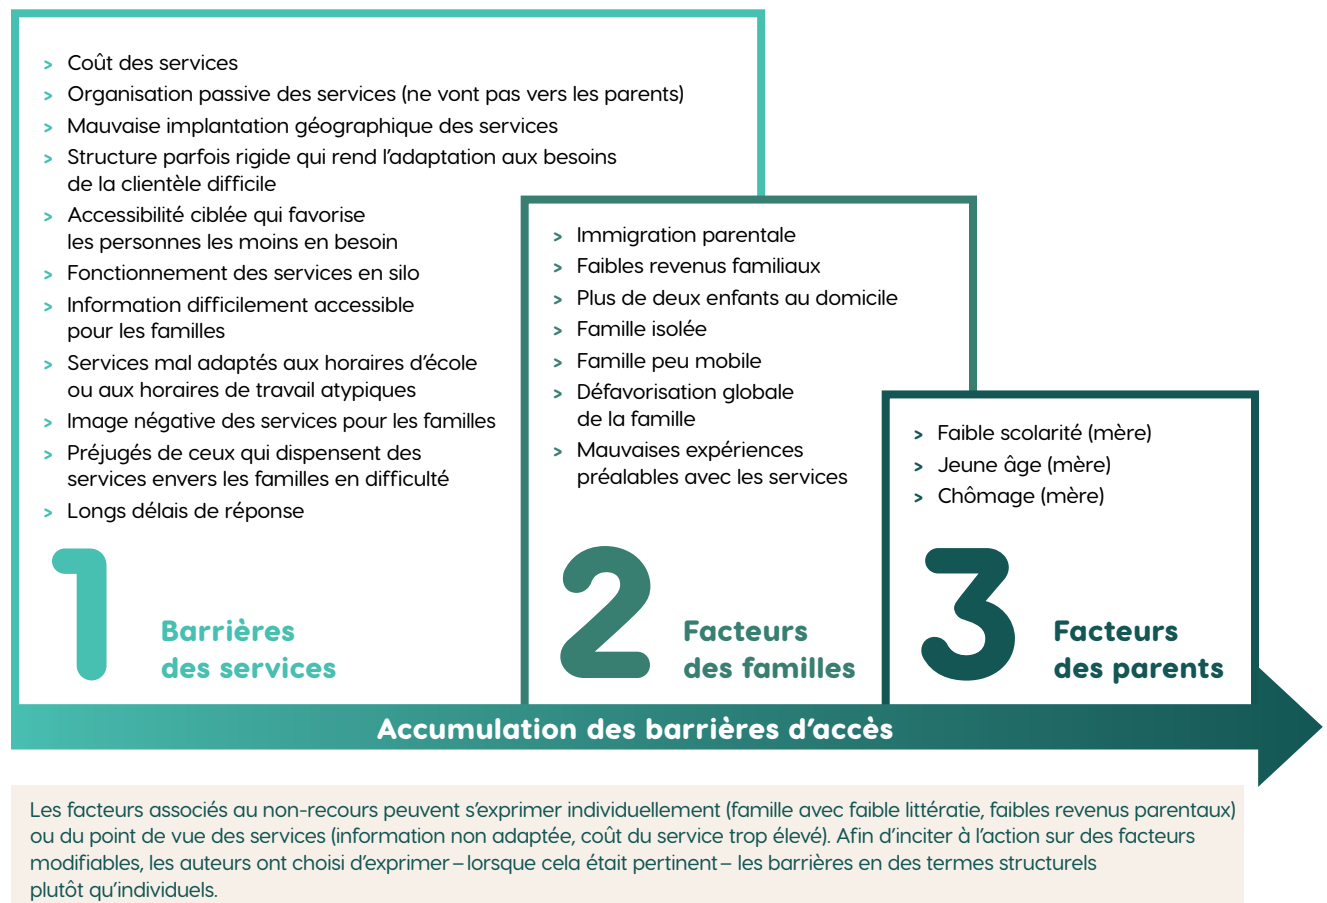 > Coût des services
> Organisation passive des services (ne vont pas vers les parents)
> Mauvaise implantation géographique des services
> Structure parfois rigide qui rend l’adaptation aux besoins
de la clientèle difficile
> Accessibilité ciblée qui favorise
les personnes les moins en besoin
> Fonctionnement des services en silo
> Information difficilement accessible
pour les familles
> Services mal adaptés aux horaires d’école
ou aux horaires de travail atypiques
> Image négative des services pour les familles
> Préjugés de ceux qui dispensent des
services envers les familles en difficulté
> Longs délais de réponse
1
Barrières
des services
> Immigration parentale
> Faibles revenus familiaux
> Plus de deux enfants au domicile
> Famille isolée
> Famille peu mobile
> Défavorisation globale
de la famille
> Mauvaises expériences
préalables avec les services
2
Facteurs
des familles
> Faible scolarité (mère)
> Jeune âge (mère)
> Chômage (mère)
3
Facteurs
des parents
Accumulation des barrières d’accès
Les facteurs associés au non-recours peuvent s’exprimer individuellement (famille avec faible littératie, faibles revenus parentaux)
ou du point de vue des services (information non adaptée, coût du service trop élevé). Afin d’inciter à l’action sur des facteurs
modifiables, les auteurs ont choisi d’exprimer – lorsque cela était pertinent – les barrières en des termes structurels
plutôt qu’individuels.